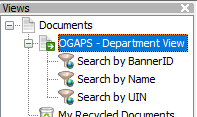 Views
Documents
OGAPS - Department View
Search by BannerID
Search by Name
Search by UIN
My Recycled Documents